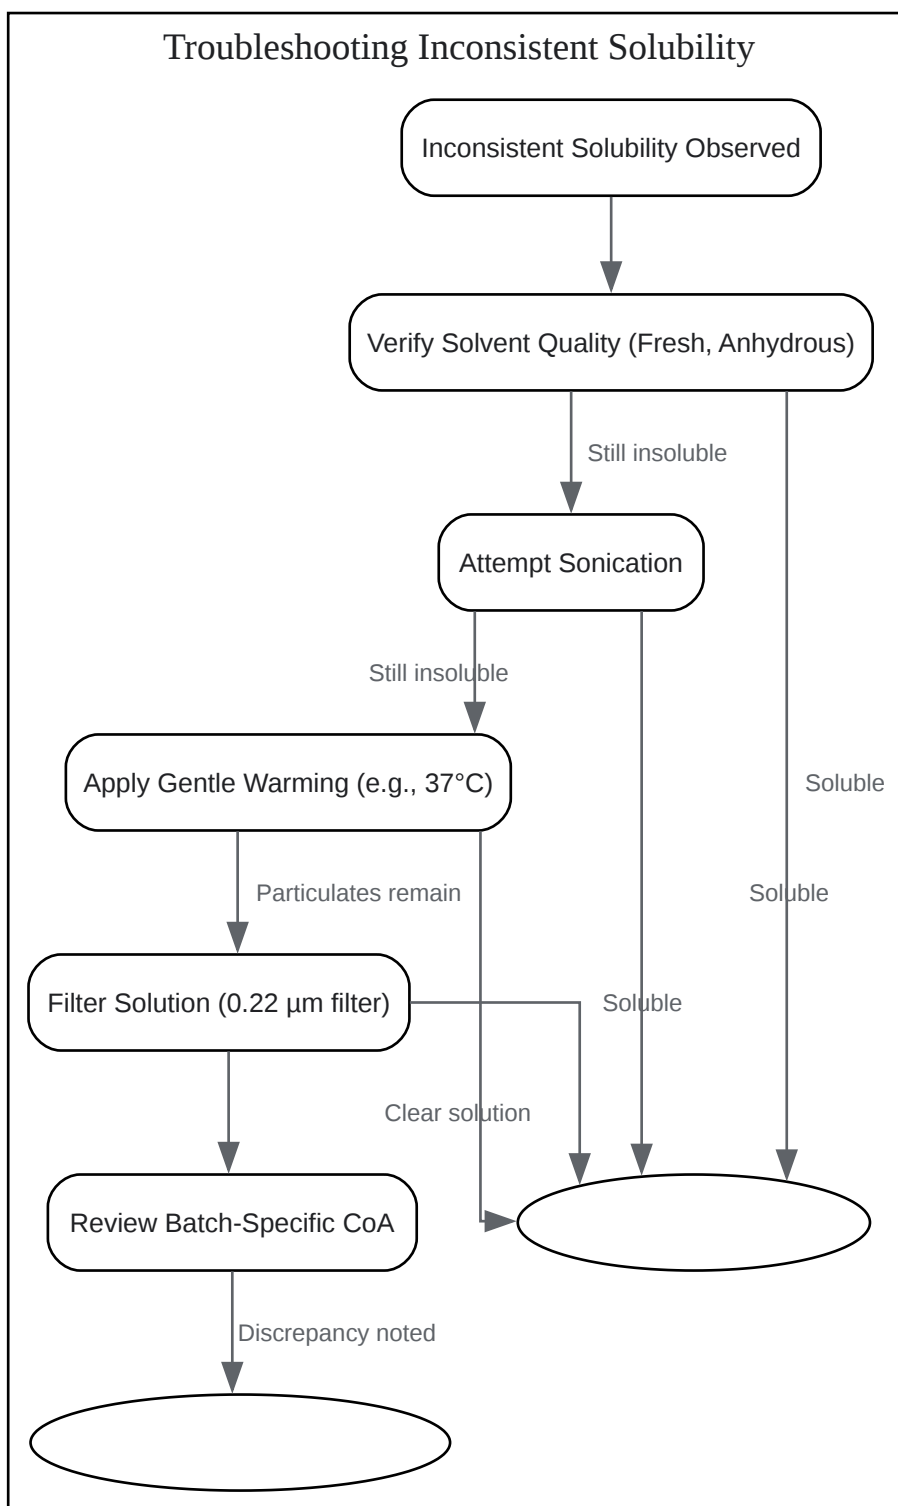 Troubleshooting Inconsistent Solubility
Inconsistent Solubility Observed
Verify Solvent Quality (Fresh, Anhydrous)
Still insoluble
Attempt Sonication
Still insoluble
Apply Gentle Warming (e.g., 37°C)
Soluble
Particulates remain
Soluble
Filter Solution (0.22 µm filter)
Soluble
Clear solution
Review Batch-Specific CoA
Discrepancy noted